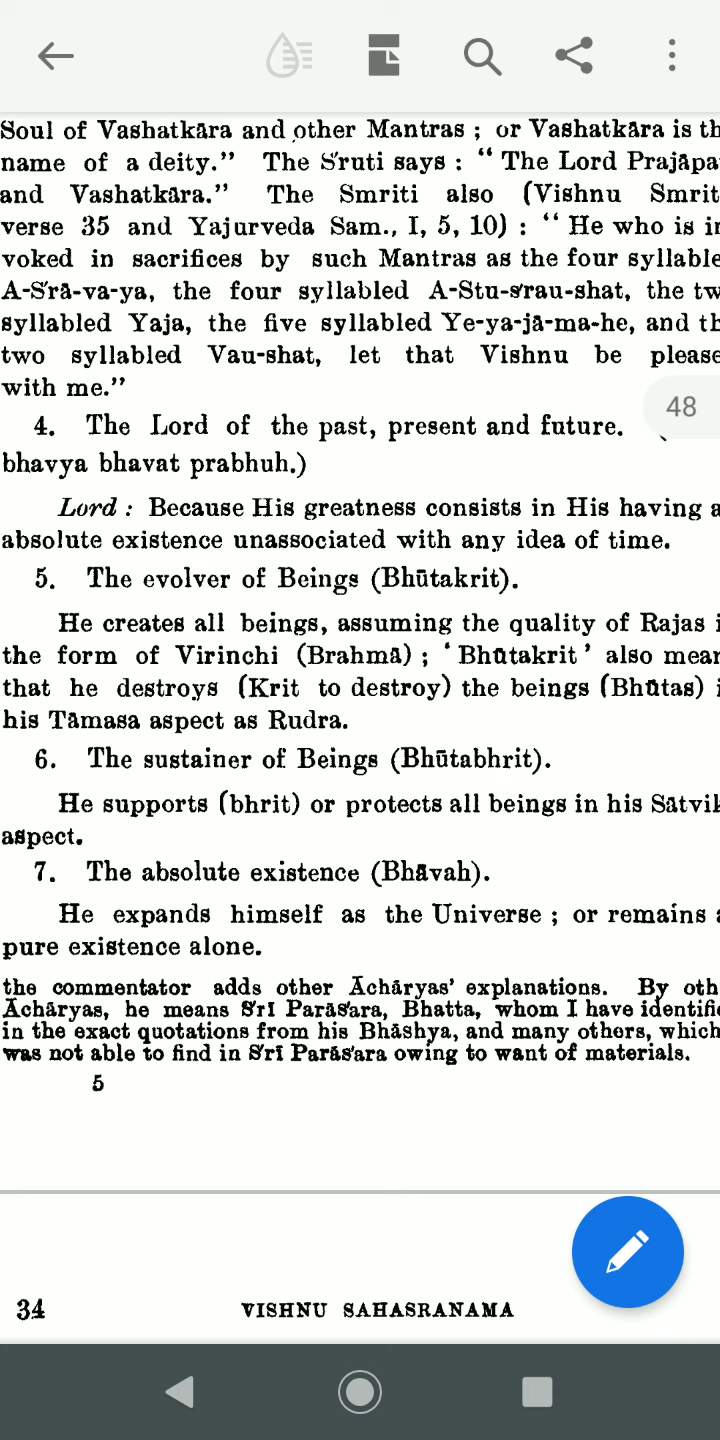 Soul of Vashatkāra and other Mantras ; or Vashatkāra is th
name of a deity.” The S'ruti says : “ The Lord Prajāpa
and Vashatkāra.” The Smriti also (Vishnu Smrit
verse 35 and Yajurveda Sam., I, 5, 10) : “ He who is in
voked in sacrifices by such Mantras as the four syllable
A-S'rā-va-ya, the four syllabled A-Stu-s'rau-shat, the tw
syllabled Yaja, the five syllabled Ye-ya-jā-ma-he, and th
two syllabled Vau-shat, let that Vishnu be please
with me.”
48
4. The Lord of the past, present and future. (
bhavya bhavat prabhuh.)
Lord : Because His greatness consists in His having a
absolute existence unassociated with any idea of time.
5. The evolver of Beings (Bhūtakrit).
He creates all beings, assuming the quality of Rajas i
the form of Virinchi (Brahmā) ; ‘ Bhūtakrit ’ also mean
that he destroys (Krit to destroy) the beings (Bhūtas) i
his Tāmasa aspect as Rudra.
6. The sustainer of Beings (Bhūtabhrit).
He supports (bhrit) or protects all beings in his Sātvik
aspect.
7. The absolute existence (Bhāvah).
He expands himself as the Universe ; or remains a
pure existence alone.
the commentator adds other Āchāryas’ explanations. By oth
Āchāryas, he means S'rī Parās'ara, Bhatta, whom I have identifie
in the exact quotations from his Bhāshya, and many others, which
was not able to find in S'rī Parās'ara owing to want of materials.
5
34 VISHNU SAHASRANAMA